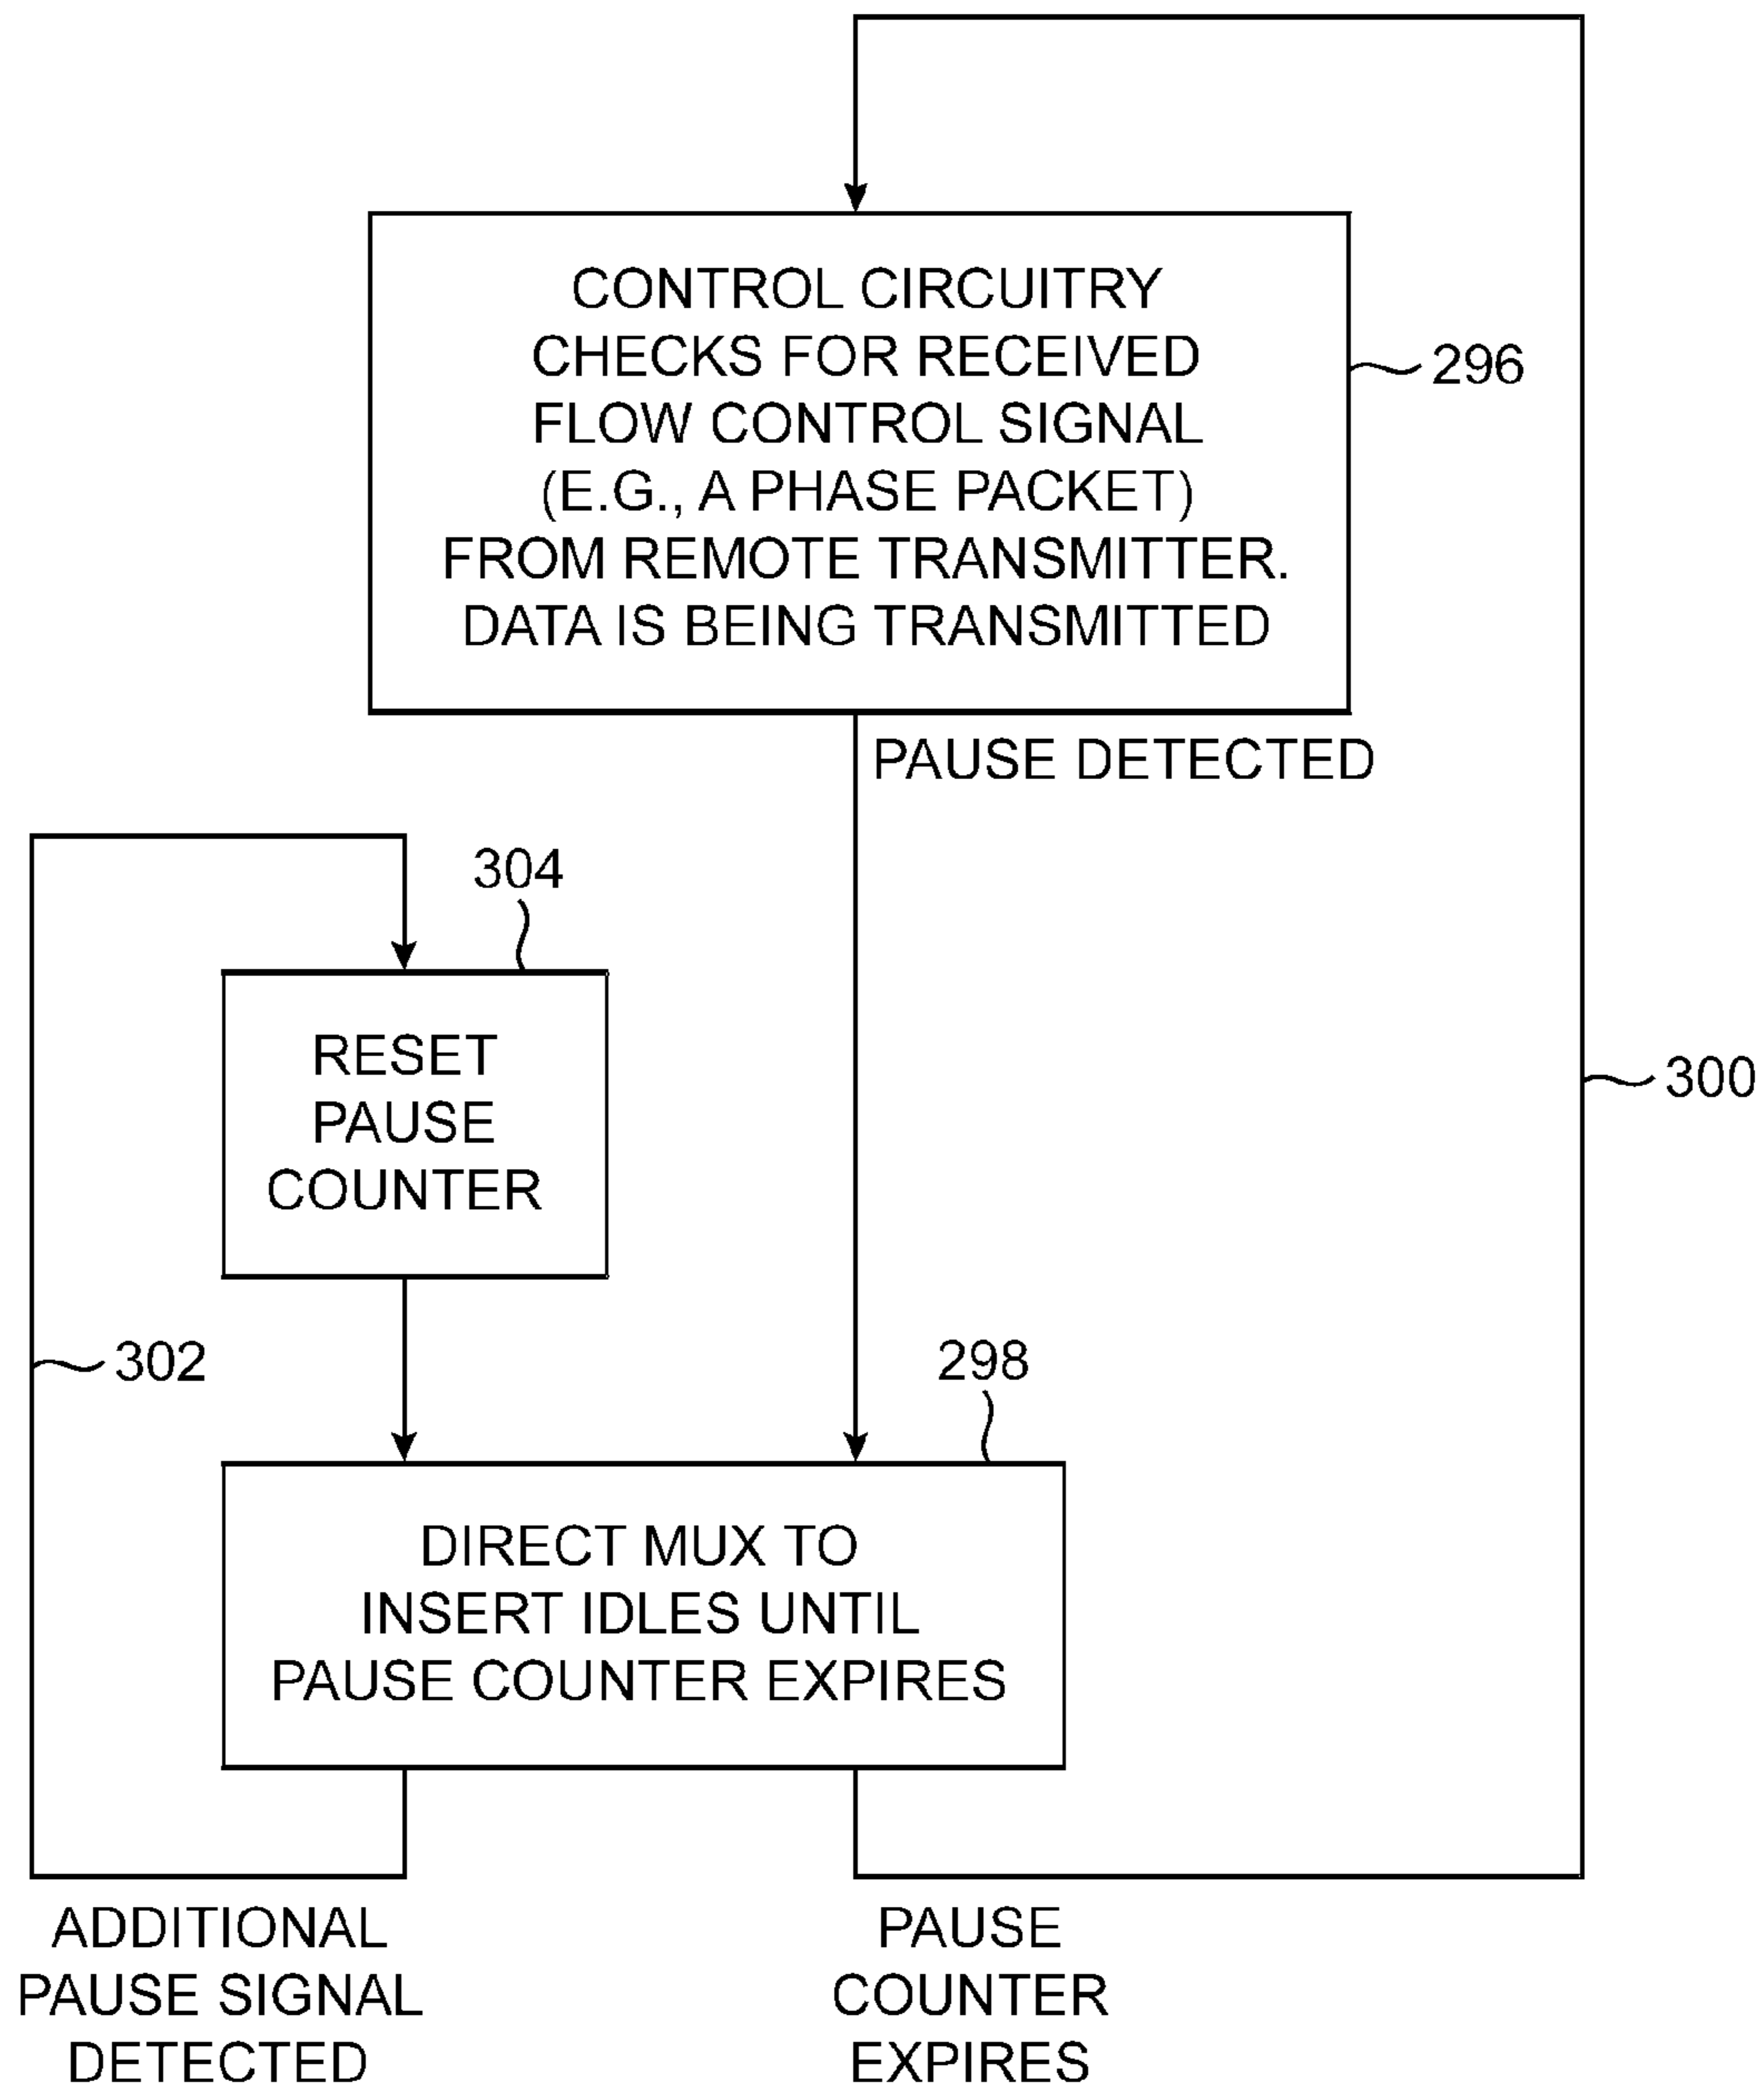 CONTROL CIRCUITRY
CHECKS FOR RECEIVED
FLOW CONTROL SIGNAL
(E.G., A PHASE PACKET)
FROM REMOTE TRANSMITTER.
DATA IS BEING TRANSMITTED
296
PAUSE DETECTED
304
RESET
PAUSE
COUNTER
300
302
298
DIRECT MUX TO
INSERT IDLES UNTIL
PAUSE COUNTER EXPIRES
ADDITIONAL
PAUSE SIGNAL
DETECTED
PAUSE
COUNTER
EXPIRES